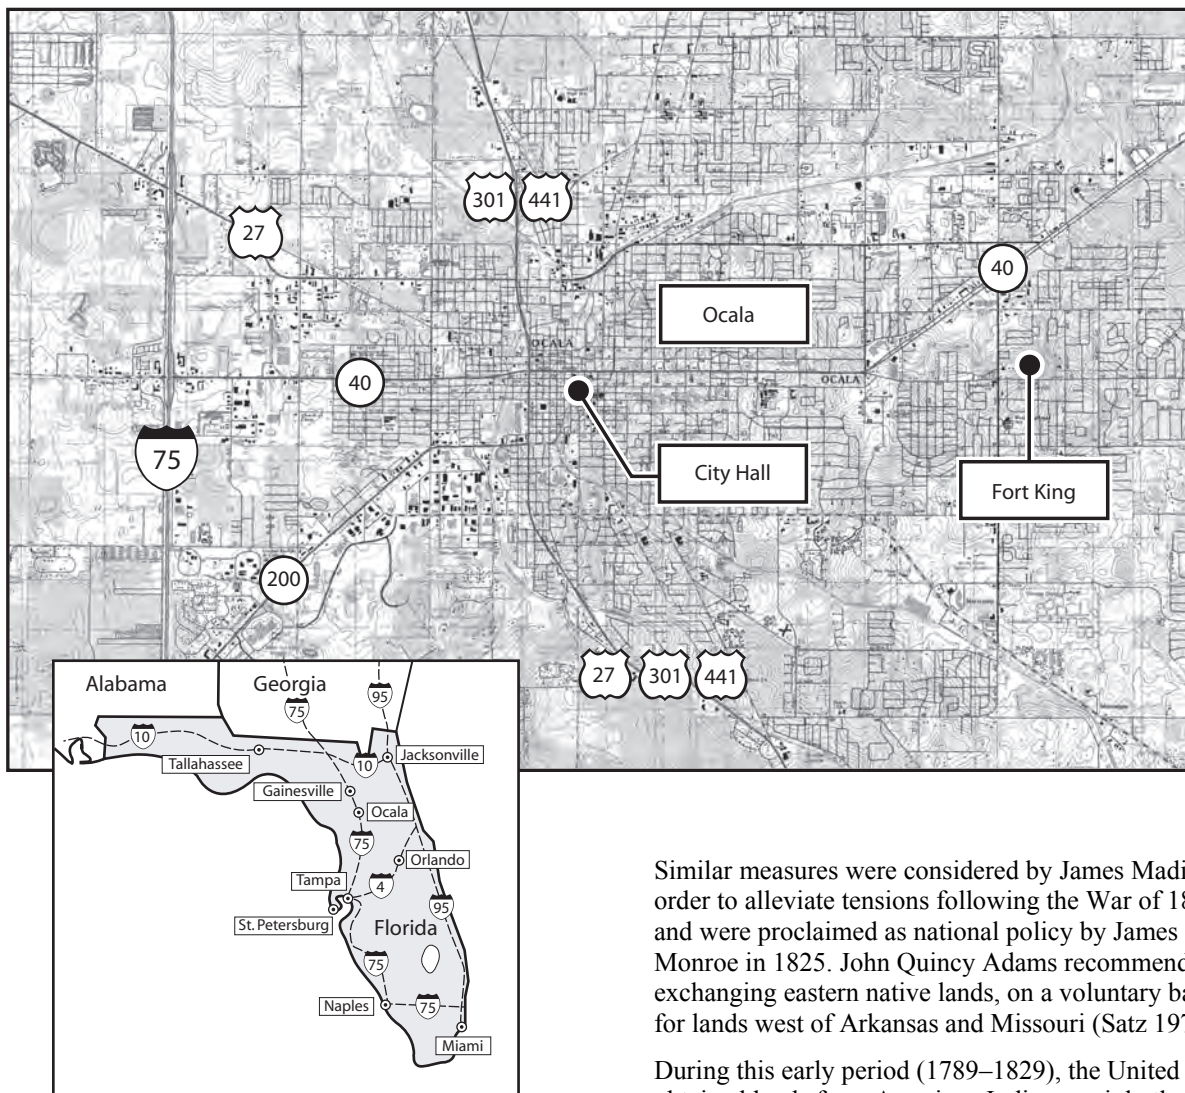 301 441
27
40
Ocala
OCALA
40
OCALA
75
City Hall
Fort King
200
27 301 441
Alabama
Georgia
75
95
10
10
Jacksonville
Tallahassee
Gainesville
Ocala
75
Orlando
Tampa
4
95
St. Petersburg
Florida
75
Naples
75
Miami
Similar measures were considered by James Madi
order to alleviate tensions following the War of 18
and were proclaimed as national policy by James
Monroe in 1825. John Quincy Adams recommend
exchanging eastern native lands, on a voluntary ba
for lands west of Arkansas and Missouri (Satz 197
During this early period (1789–1829), the United